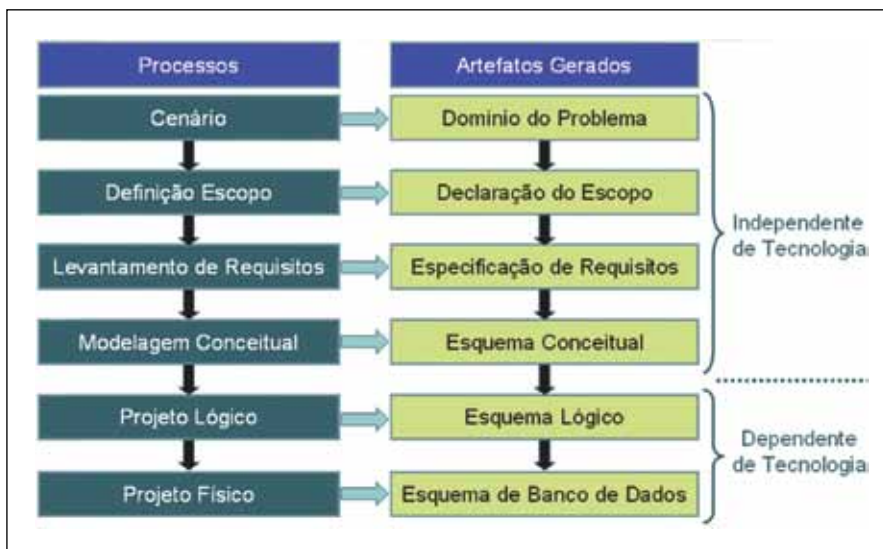 Processos
Artefatos Gerados
Cenário
Domínio do Problema
Definição Escopo
Declaração do Escopo
Levantamento de Requisitos
Especificação de Requisitos
Modelagem Conceitual
Esquema Conceitual
Independente
de Tecnologia
Projeto Lógico
Esquema Lógico
Projeto Físico
Esquema de Banco de Dados
Dependente
de Tecnologia